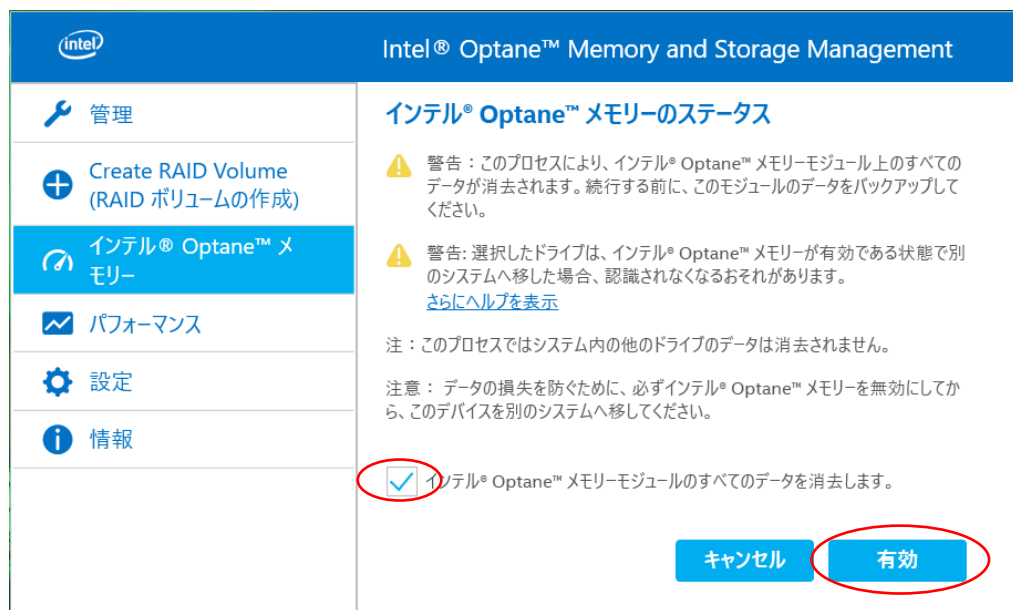 intel
Intel® Optane™ Memory and Storage Management
管理
Create RAID Volume
(RAID ボリュームの作成)
インテル® Optane™ メ
モリー
パフォーマンス
設定
情報
インテル® Optane™ メモリーのステータス
警告：このプロセスにより、インテル® Optane™ メモリーモジュール上のすべての
データが消去されます。続行する前に、このモジュールのデータをバックアップして
ください。
警告: 選択したドライブは、インテル® Optane™ メモリーが有効である状態で別
のシステムへ移した場合、認識されなくなるおそれがあります。
さらにヘルプを表示
注：このプロセスではシステム内の他のドライブのデータは消去されません。
注意： データの損失を防ぐために、必ずインテル® Optane™ メモリーを無効にしてか
ら、このデバイスを別のシステムへ移してください。
インテル® Optane™ メモリーモジュールのすべてのデータを消去します。
キャンセル
有効